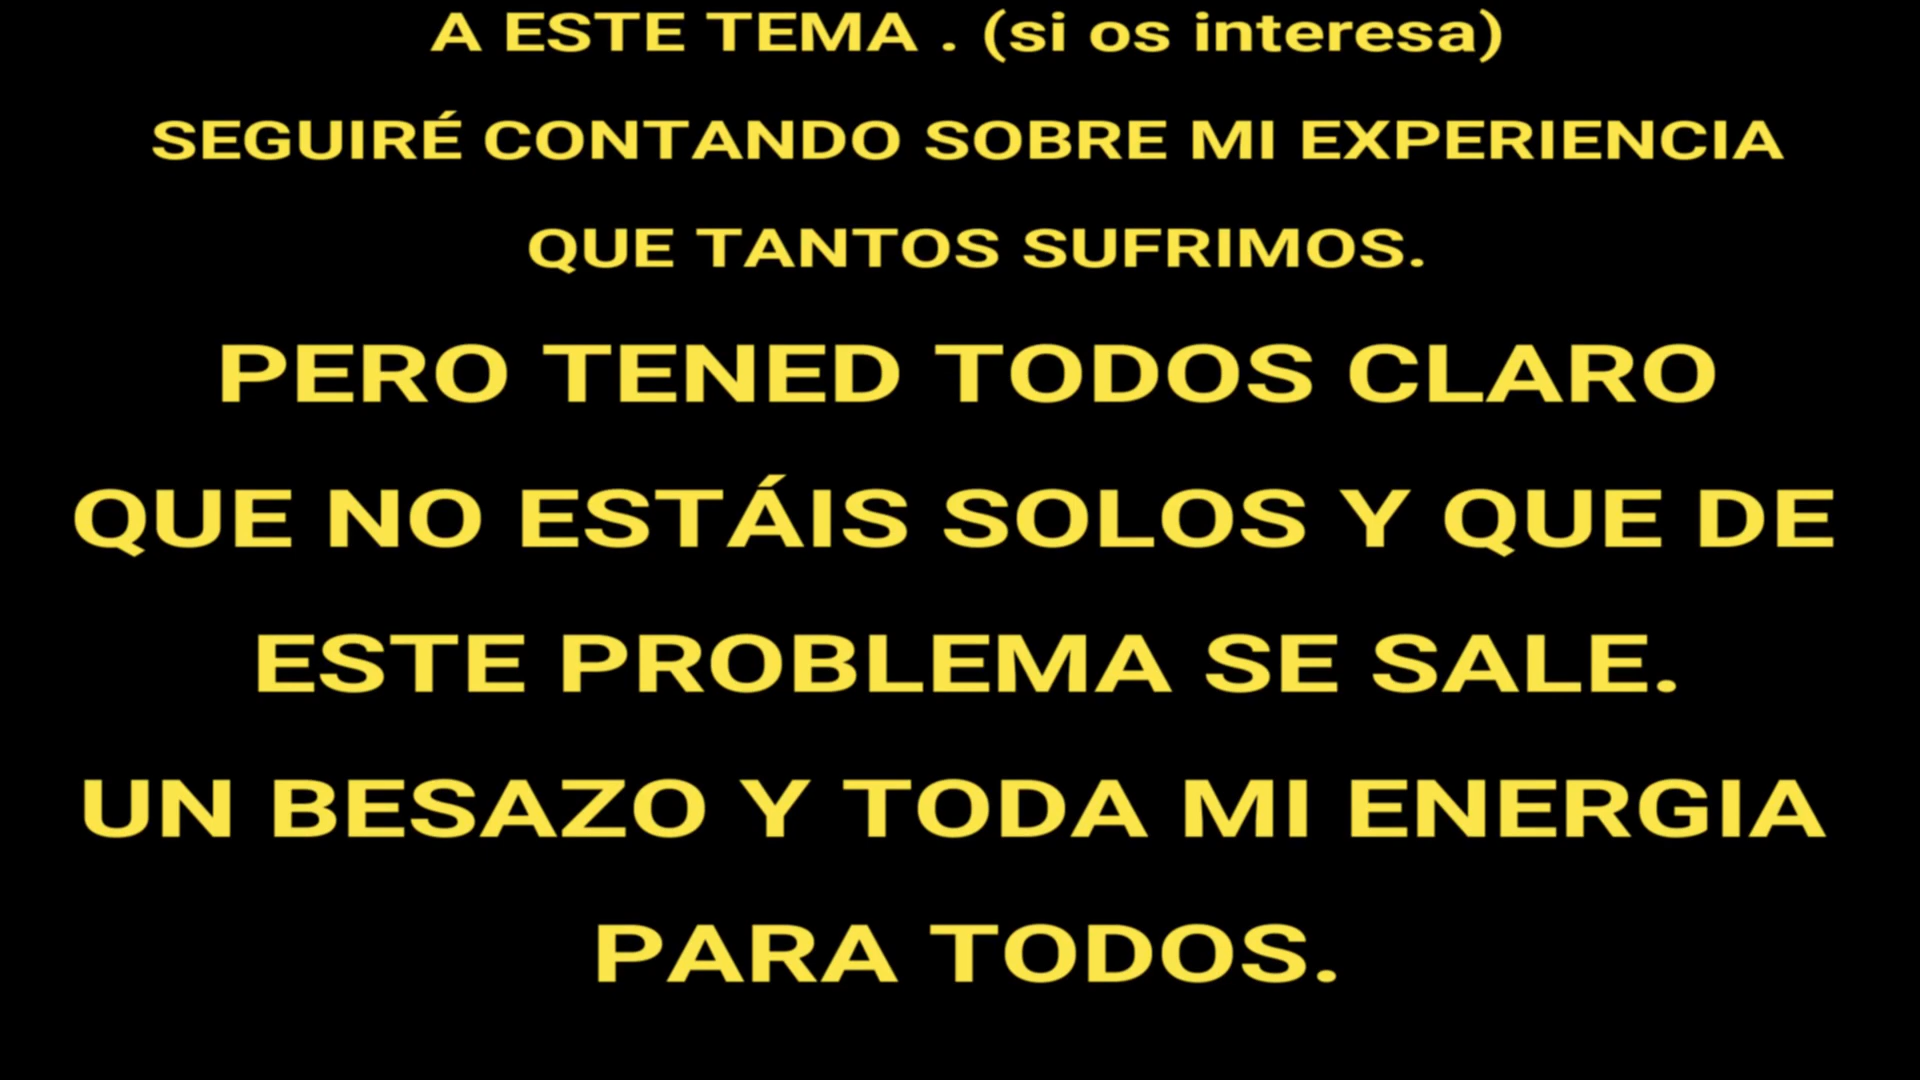 A ESTE TEMA . (si os interesa)
SEGUIRÉ CONTANDO SOBRE MI EXPERIENCIA
QUE TANTOS SUFRIMOS.
PERO TENED TODOS CLARO
QUE NO ESTÁIS SOLOS Y QUE DE
ESTE PROBLEMA SE SALE.
UN BESAZO Y TODA MI ENERGIA
PARA TODOS.